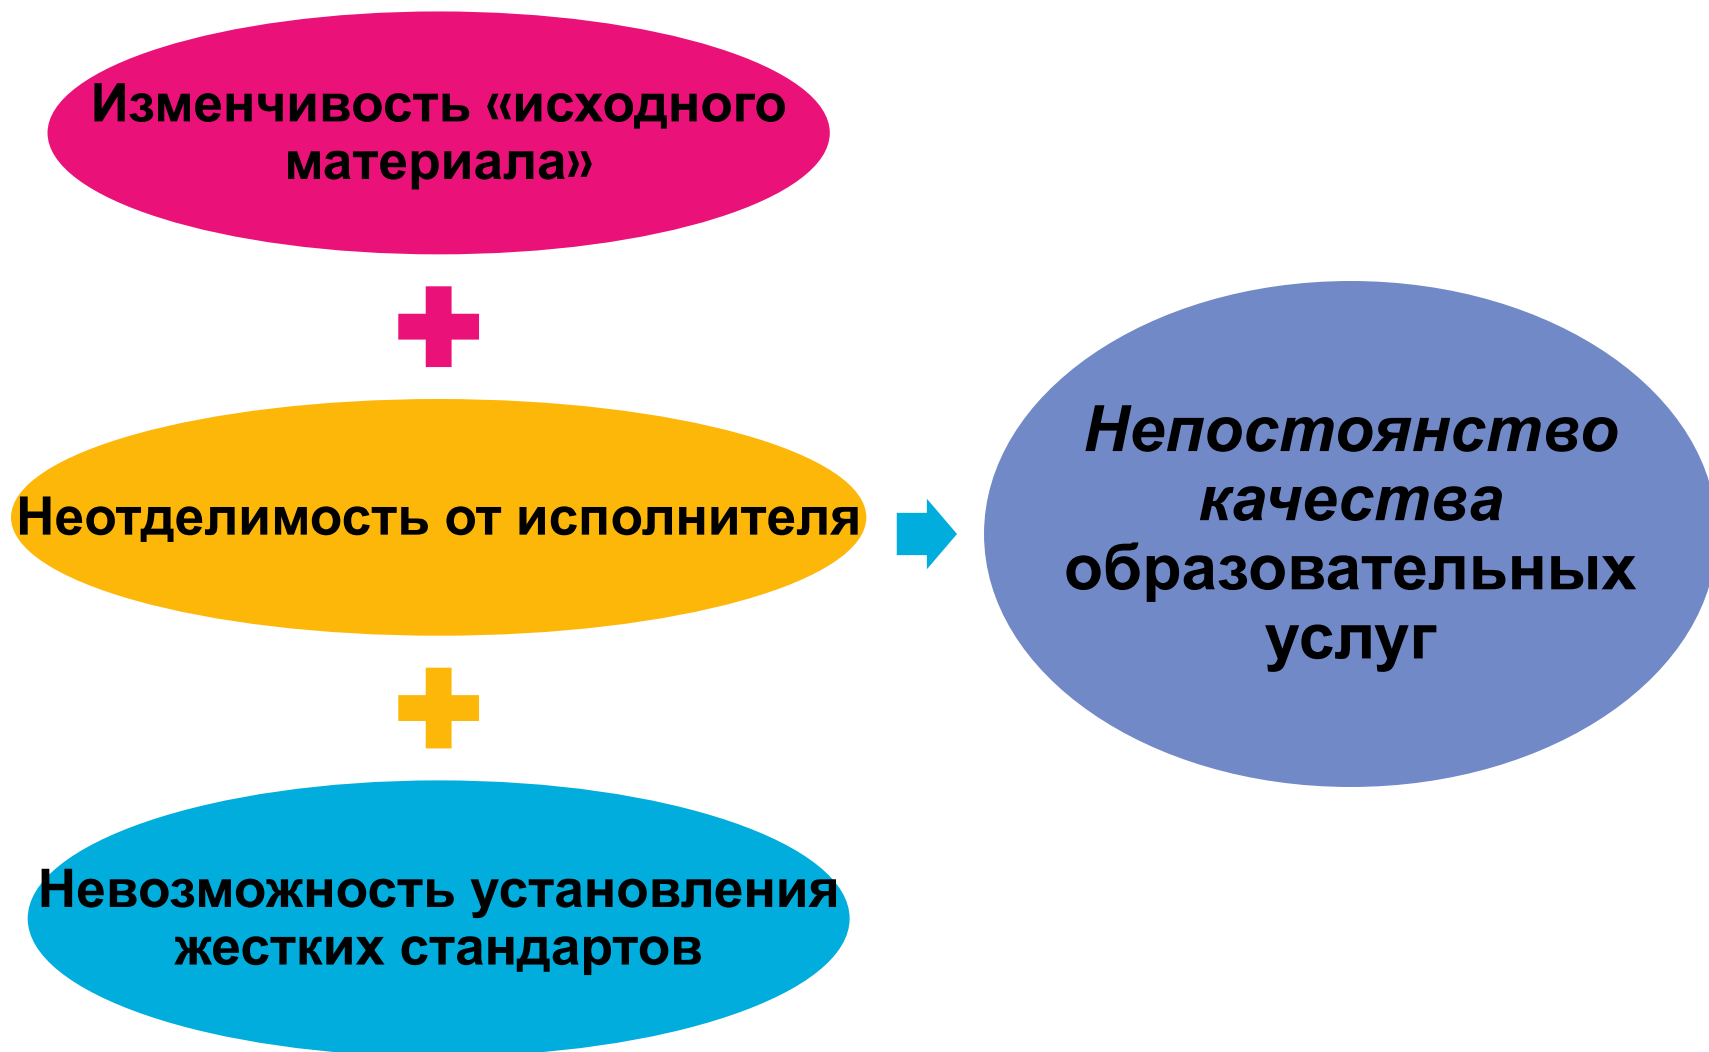 Изменчивость «исходного
материала»
Неотделимость от исполнителя
Невозможность установления
жестких стандартов
Непостоянство
качества
образовательных
услуг